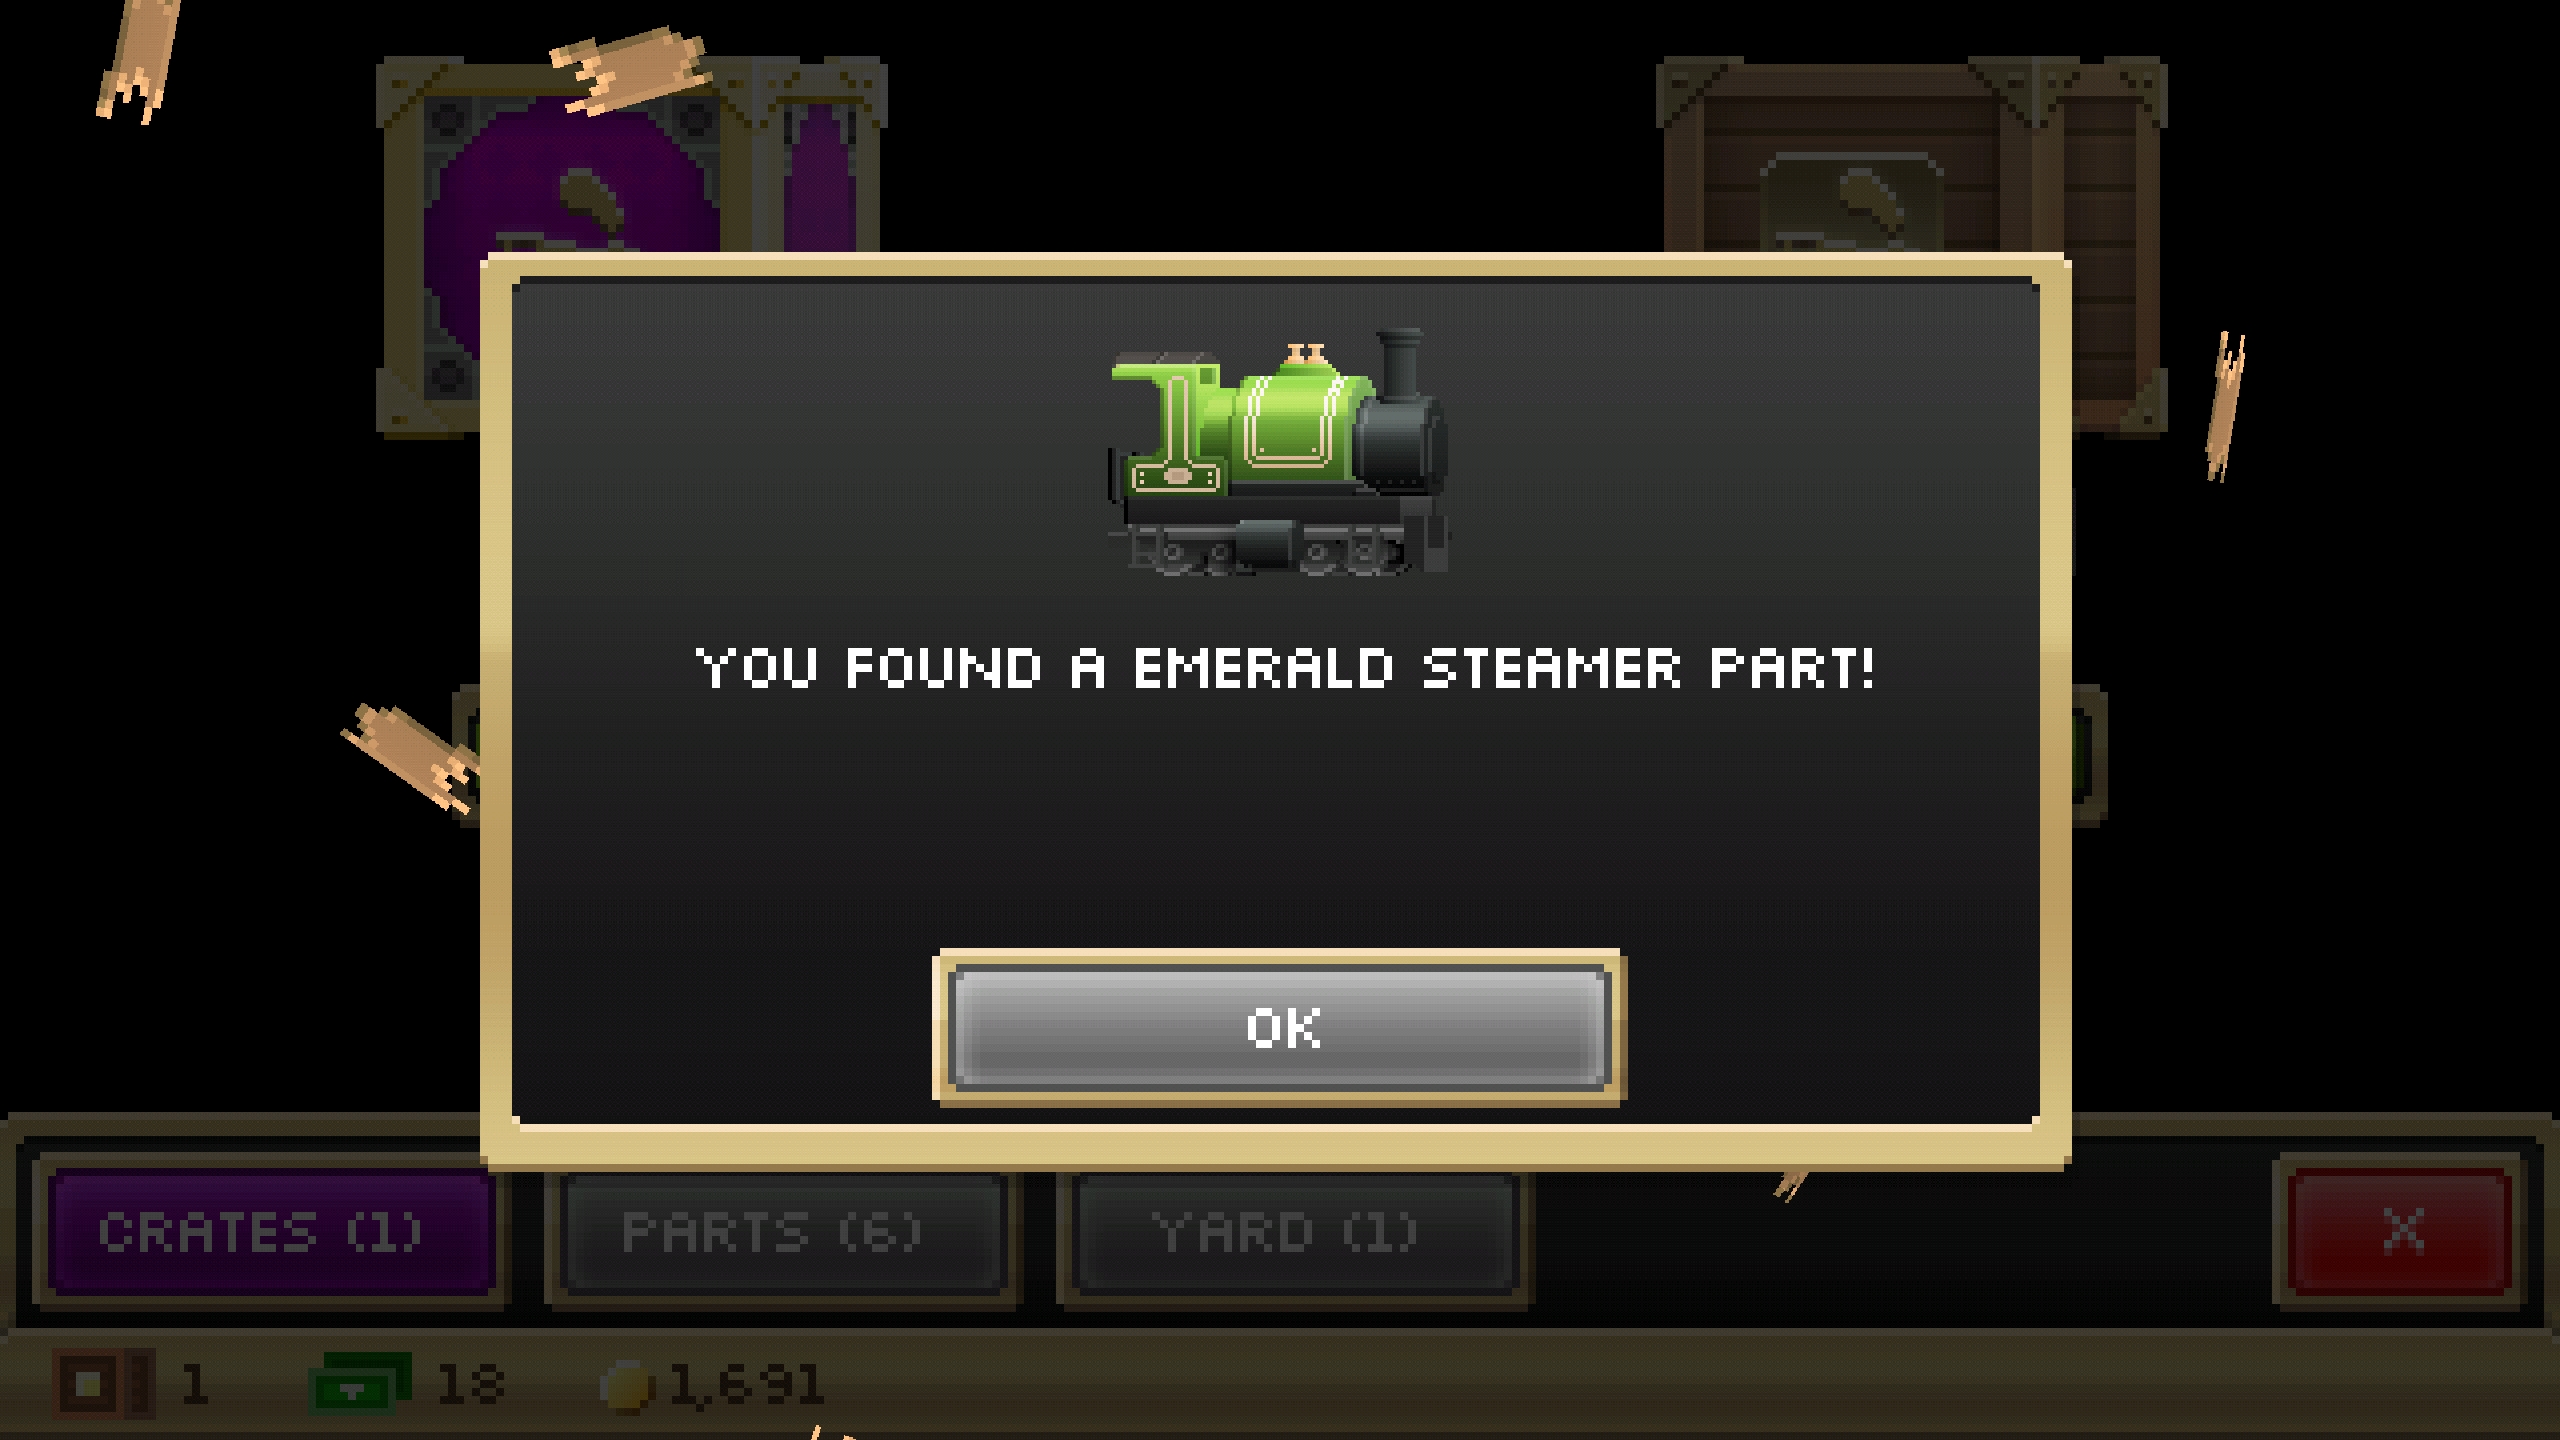 YOU FOUND A EMERALD STEAMER PART!
OK
CRATES (1)
PARTS (6)
YARD (1)
X
1
18
1,691